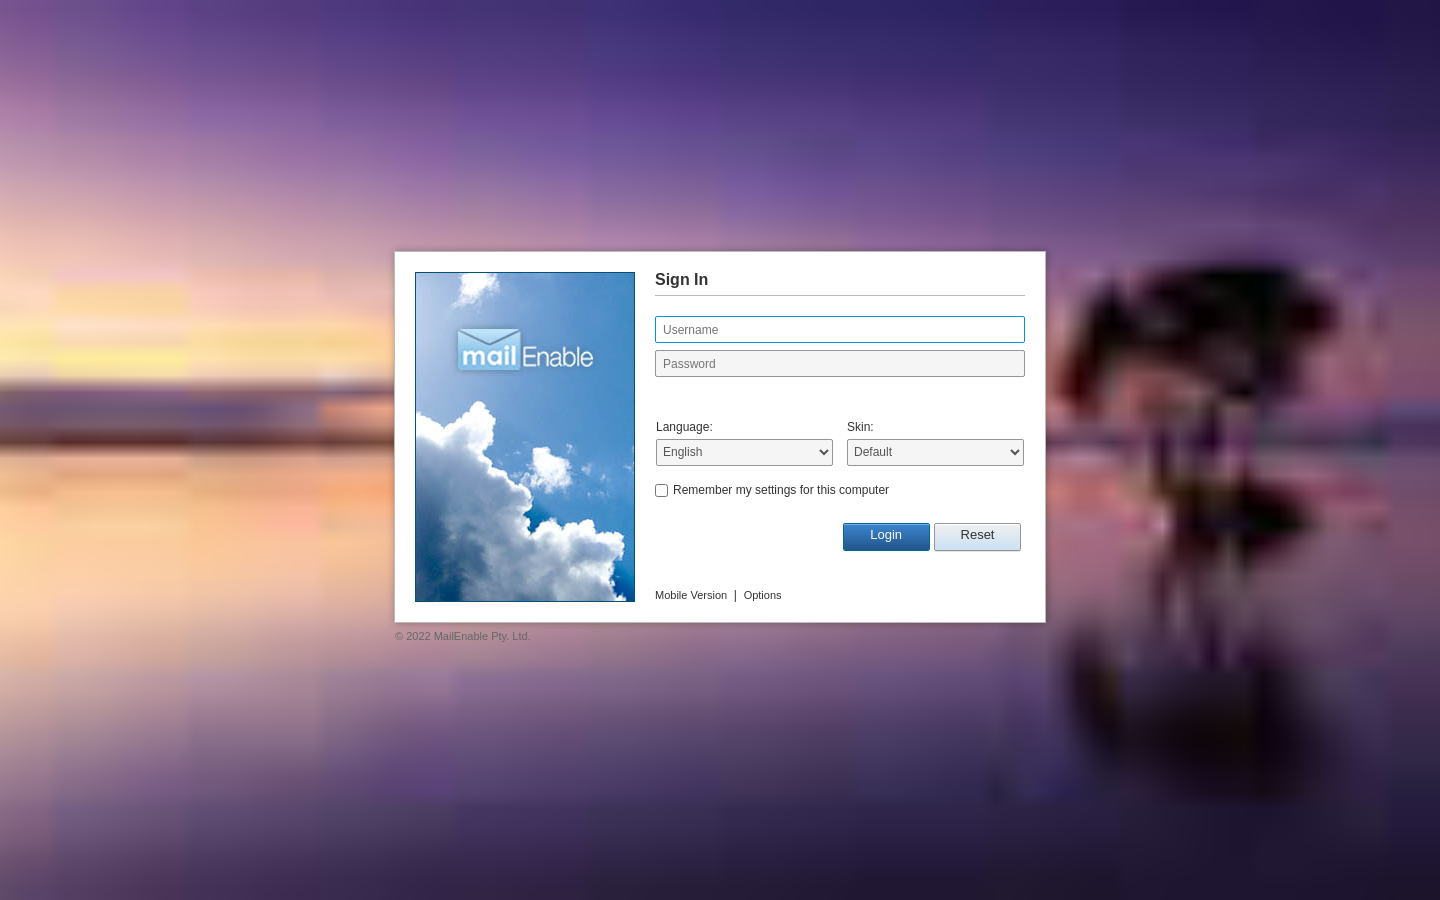 mail Enable
Sign In
Username
Password
Language: Skin:
English Default
Remember my settings for this computer
Login Reset
Mobile Version | Options
© 2022 MailEnable Pty. Ltd.